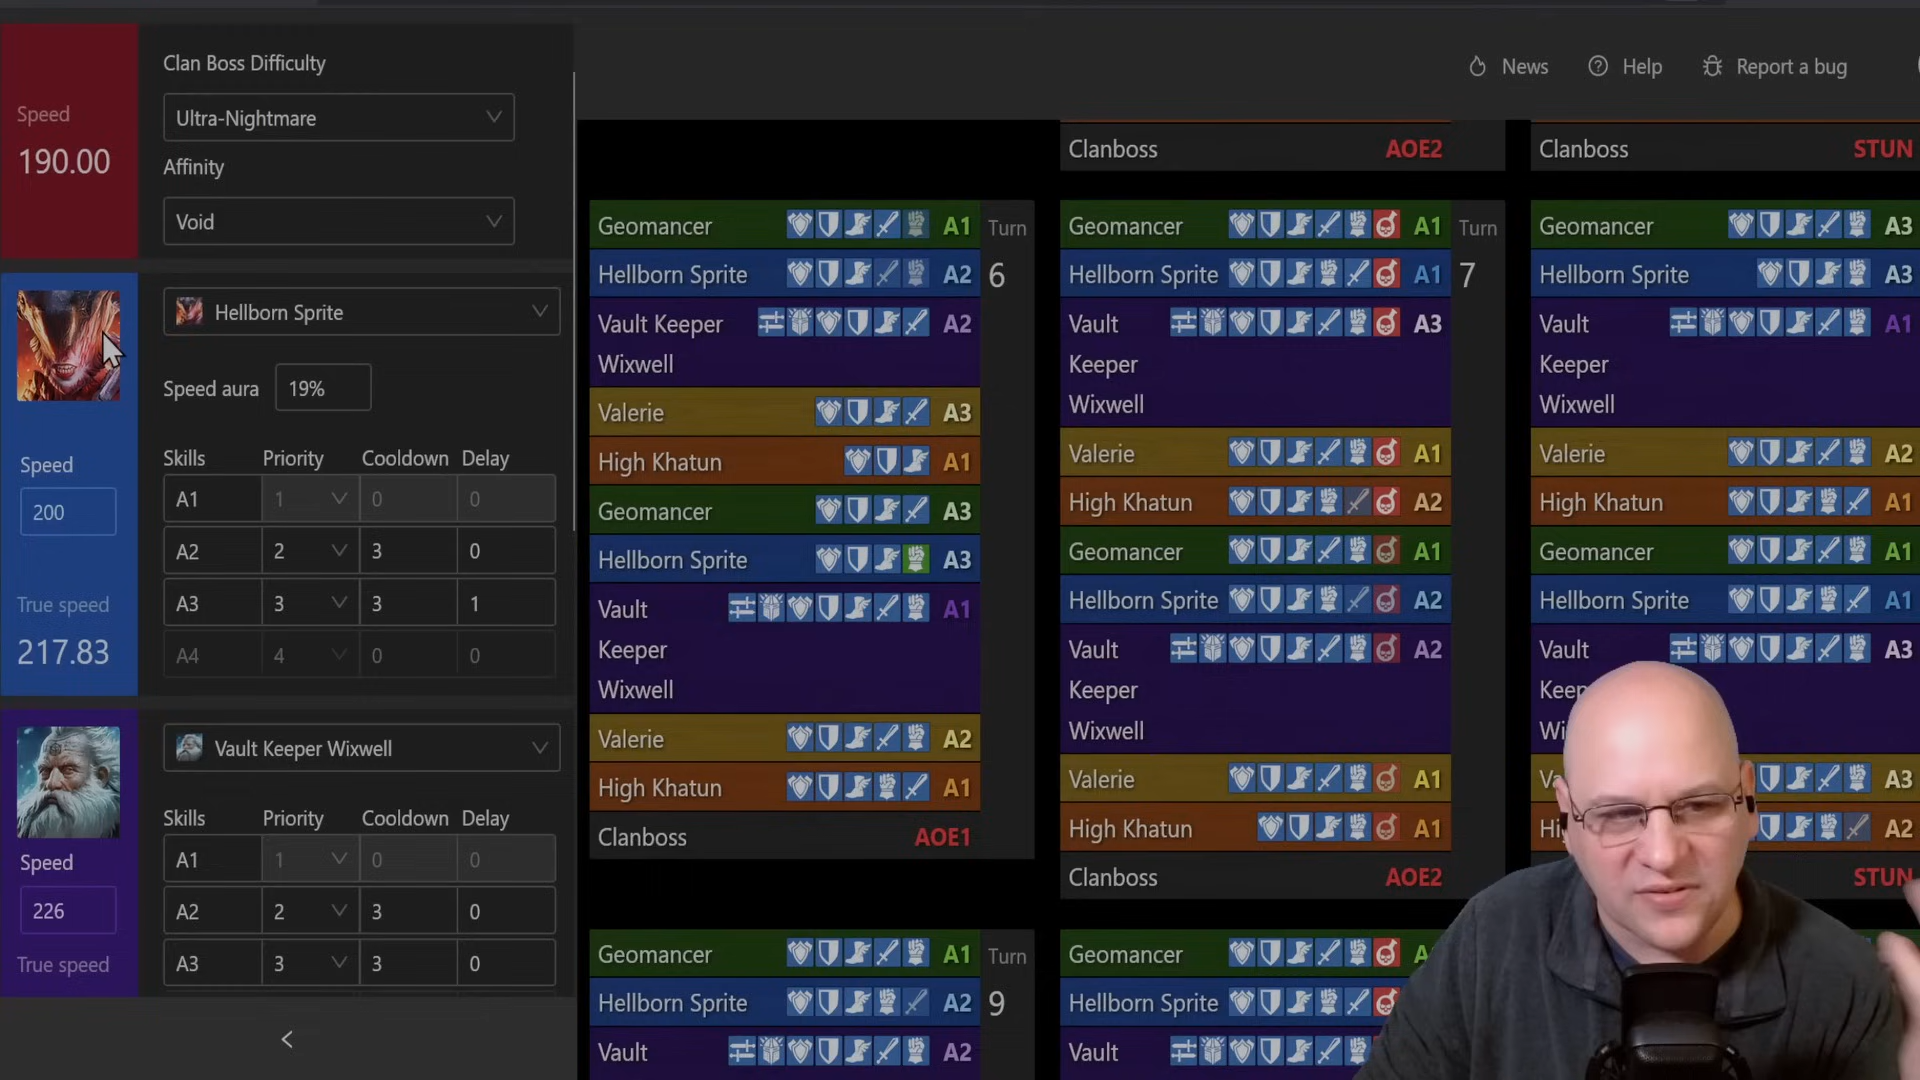 News
Help
Report a bug
Clan Boss Difficulty
Speed
190.00
Ultra-Nightmare
Affinity
Void
Hellborn Sprite
Speed aura
19%
Speed
200
True speed
217.83
Skills Priority Cooldown Delay
A1 1 0 0
A2 2 3 0
A3 3 3 1
A4 4 0 0
Vault Keeper Wixwell
Speed
226
True speed
Skills Priority Cooldown Delay
A1 1 0 0
A2 2 3 0
A3 3 3 0
Geomancer A1
Turn
6
Hellborn Sprite A2
Vault Keeper A2
Wixwell
Valerie A3
High Khatun A1
Geomancer A3
Hellborn Sprite A3
Vault A1
Keeper
Wixwell
Valerie A2
High Khatun A1
Clanboss AOE1
Geomancer A1
Turn
9
Hellborn Sprite A2
Vault A2
Clanboss AOE2
Geomancer A1
Turn
7
Hellborn Sprite A1
Vault A3
Keeper
Wixwell
Valerie A1
High Khatun A2
Geomancer A1
Hellborn Sprite A2
Vault A2
Keeper
Wixwell
Valerie A1
High Khatun A1
Clanboss AOE2
Geomancer
Hellborn Sprite
Vault
Clanboss STUN
Geomancer A3
Hellborn Sprite A3
Vault A1
Keeper
Wixwell
Valerie A2
High Khatun A1
Geomancer A1
Hellborn Sprite A1
Vault A3
A3
A2
STUN